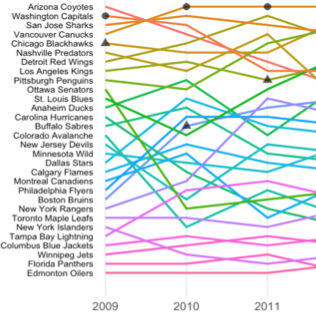 Arizona Coyotes
Washington Capitals
San Jose Sharks
Vancouver Canucks
Chicago Blackhawks
Nashville Predators
Detroit Red Wings
Los Angeles Kings
Pittsburgh Penguins
Ottawa Senators
St. Louis Blues
Anaheim Ducks
Carolina Hurricanes
Buffalo Sabres
Colorado Avalanche
New Jersey Devils
Minnesota Wild
Dallas Stars
Calgary Flames
Montreal Canadiens
Philadelphia Flyers
Boston Bruins
New York Rangers
Toronto Maple Leafs
New York Islanders
Tampa Bay Lightning
Columbus Blue Jackets
Winnipeg Jets
Florida Panthers
Edmonton Oilers
2009 2010 2011